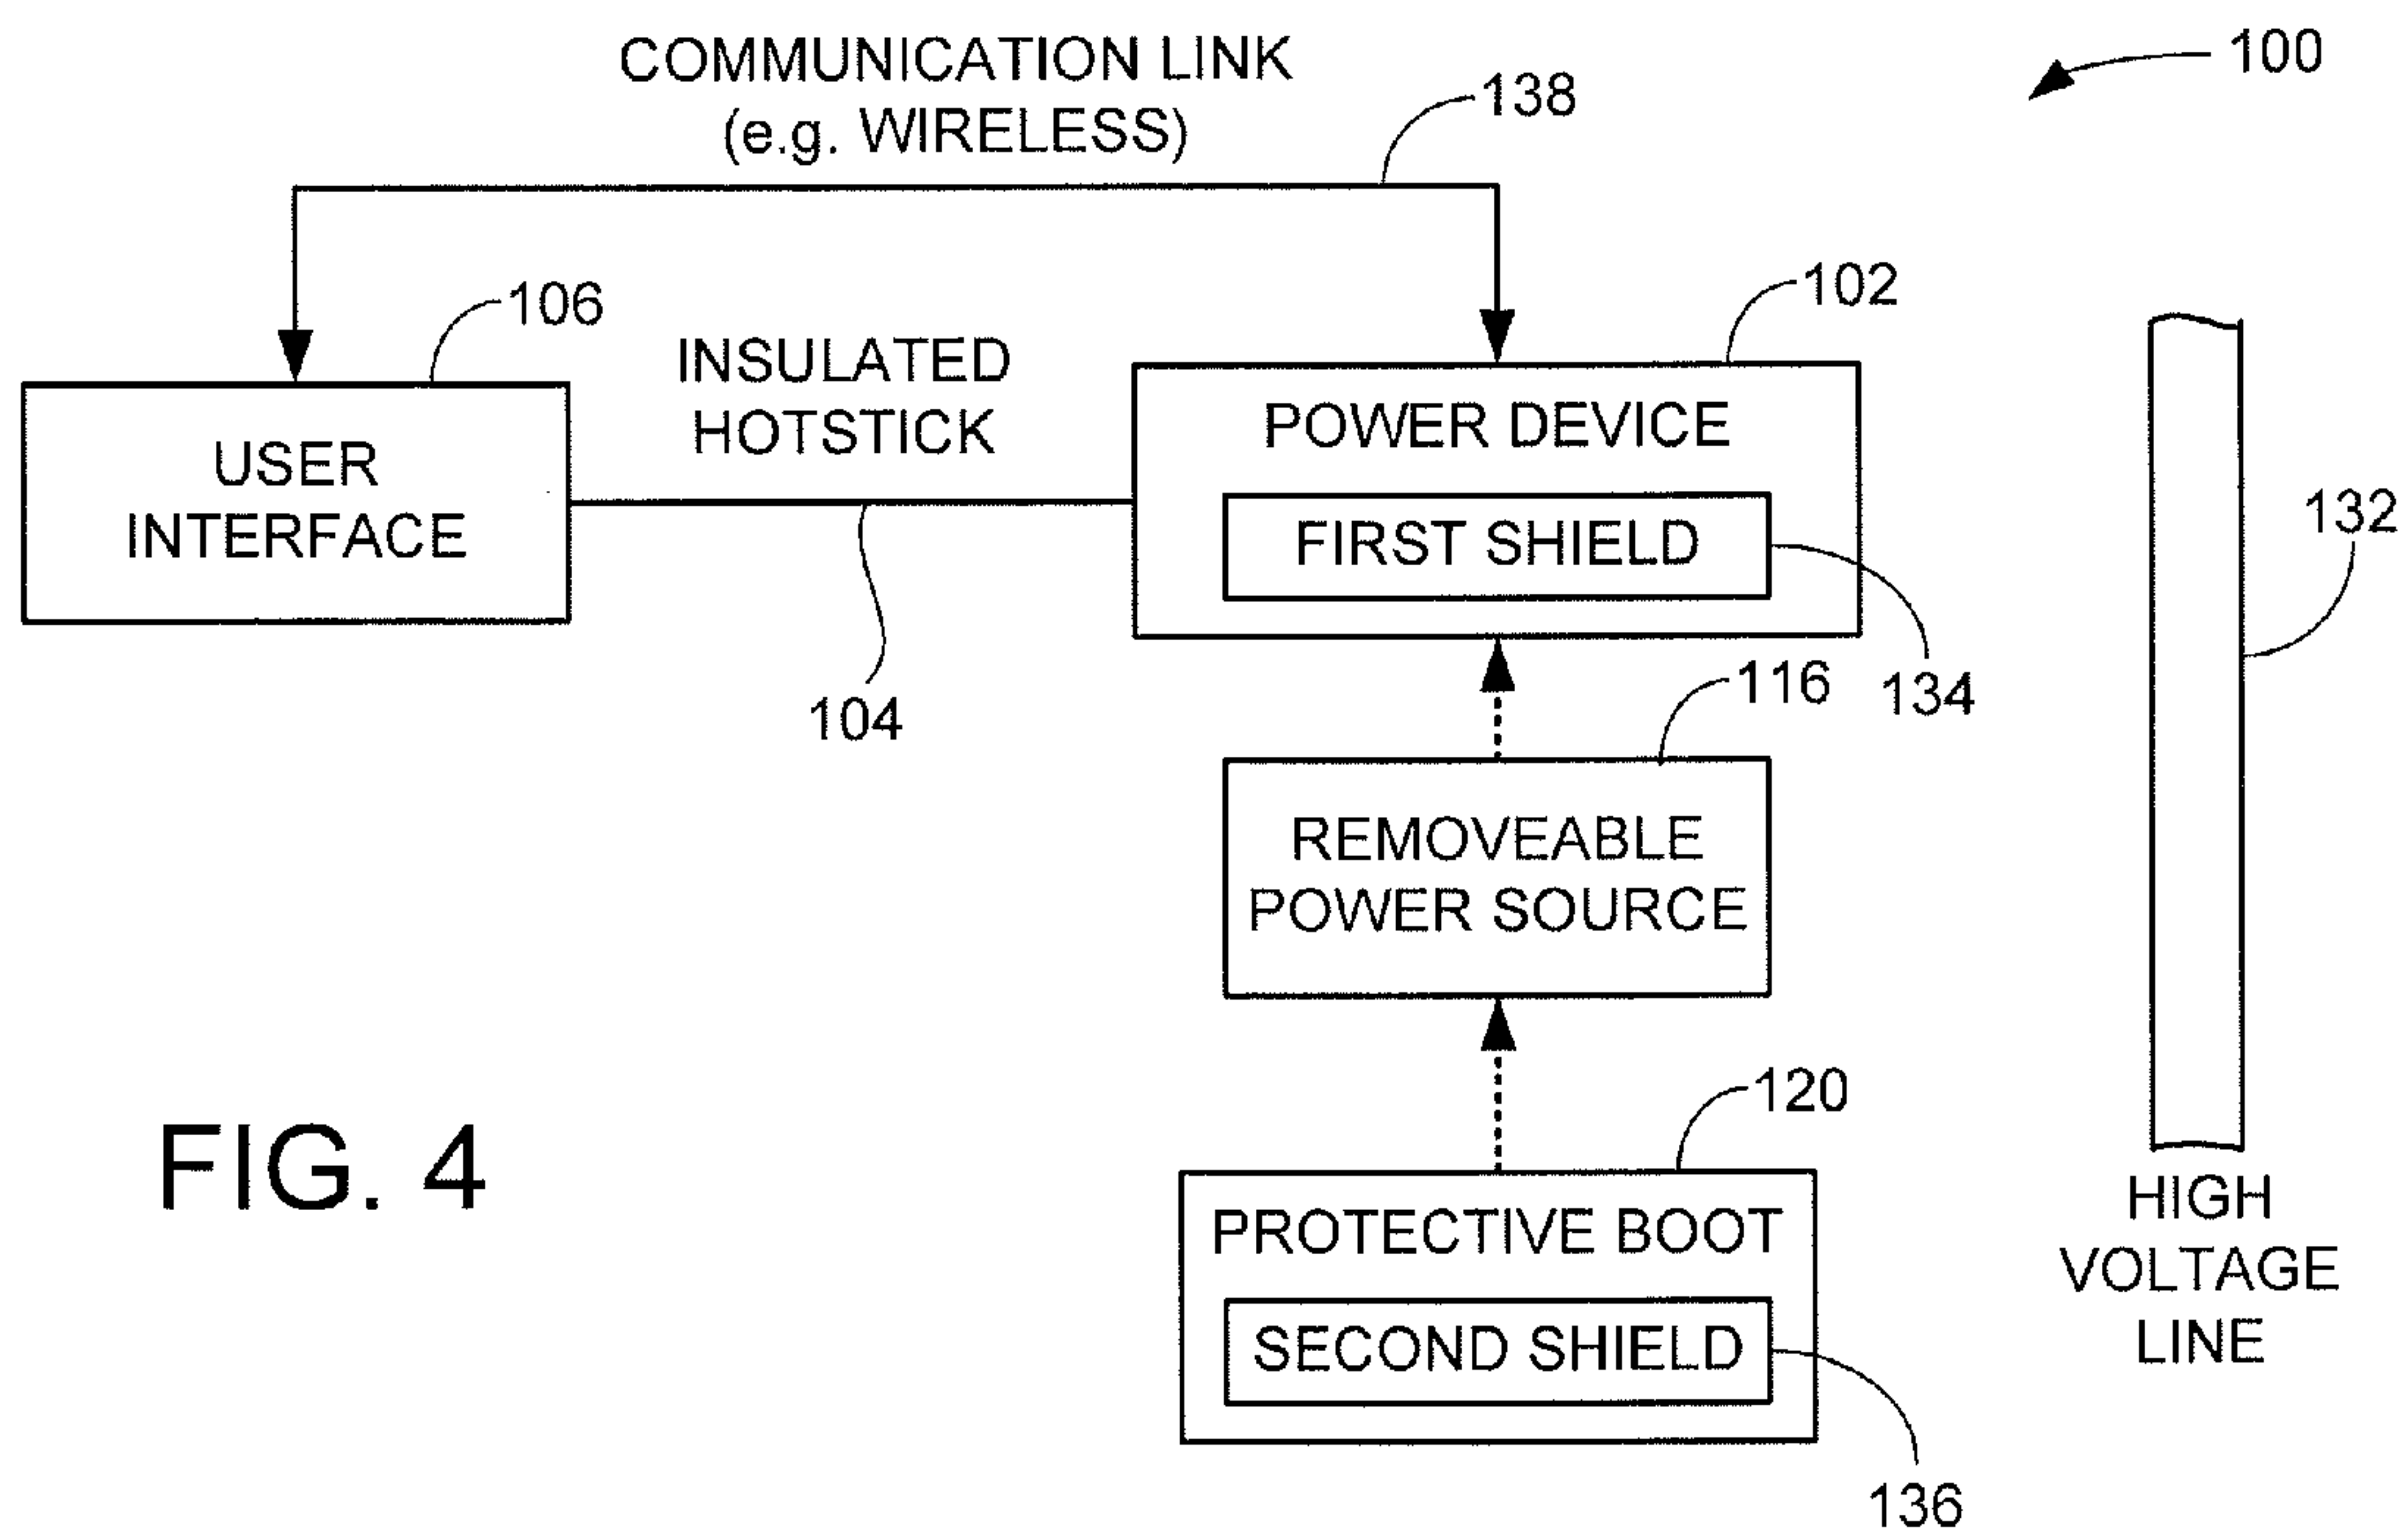 COMMUNICATION LINK
(e.g. WIRELESS)
138
100
106
102
INSULATED
HOTSTICK
USER
INTERFACE
POWER DEVICE
FIRST SHIELD
132
104
116
134
REMOVEABLE
POWER SOURCE
120
PROTECTIVE BOOT
SECOND SHIELD
136
HIGH
VOLTAGE
LINE
FIG. 4